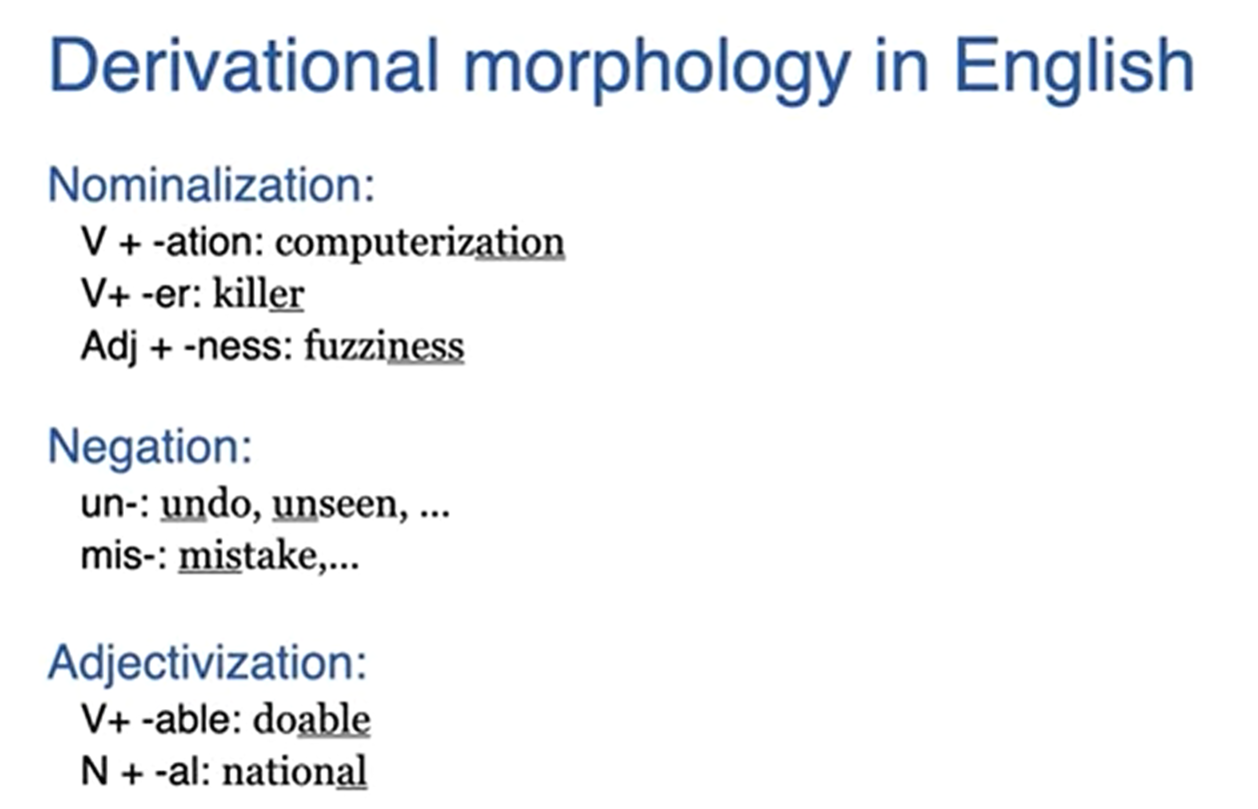 Derivational morphology in English
Nominalization:
V + -ation: computerization
V+ -er: killer
Adj + -ness: fuzziness
Negation:
un-: undo, unseen, ...
mis-: mistake,...
Adjectivization:
V+ -able: doable
N + -al: national